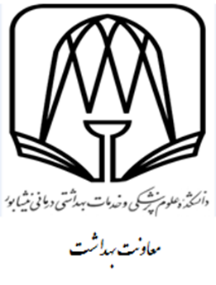 دانشکده علوم پزشکی و خدمات بهداشتی درمانی نیشابور
معاونت بهداشت